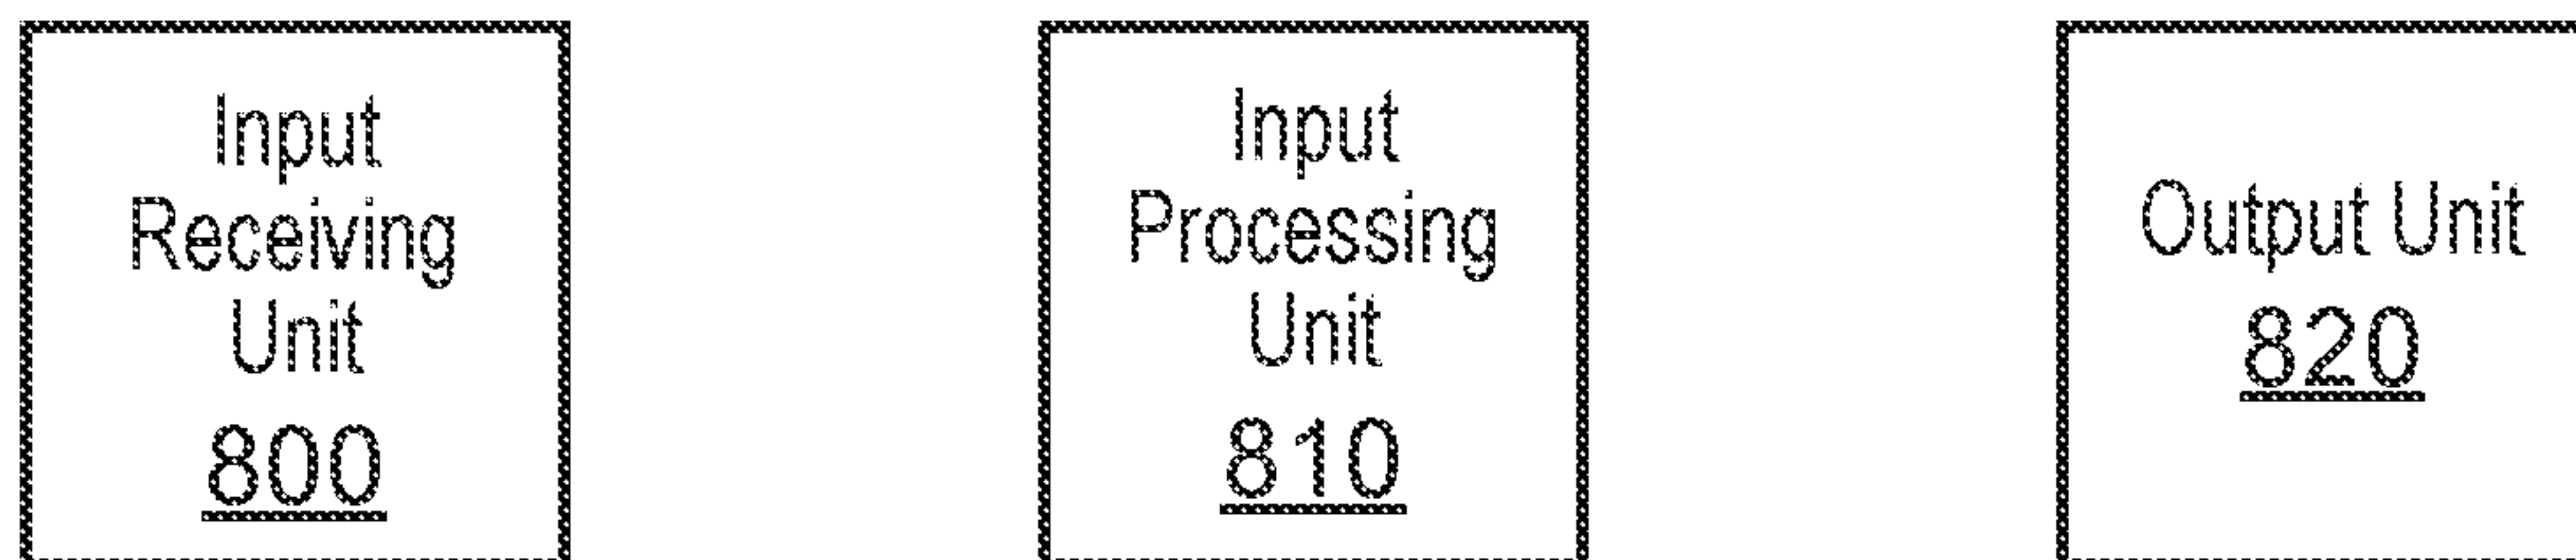 Input
Receiving
Unit
800
Input
Processing
Unit
810
Output Unit
820